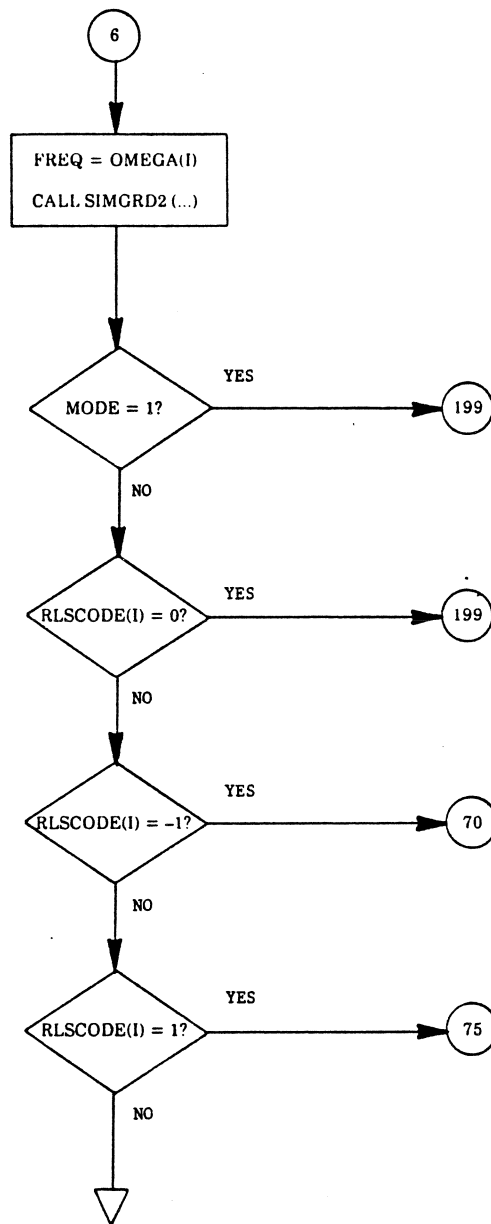 6
FREQ = OMEGA(I)
CALL SIMGRD2 (...)
YES
MODE = 1?
199
NO
YES
RLSCODE(I) = 0?
199
NO
YES
RLSCODE(I) = -1?
70
NO
YES
RLSCODE(I) = 1?
75
NO